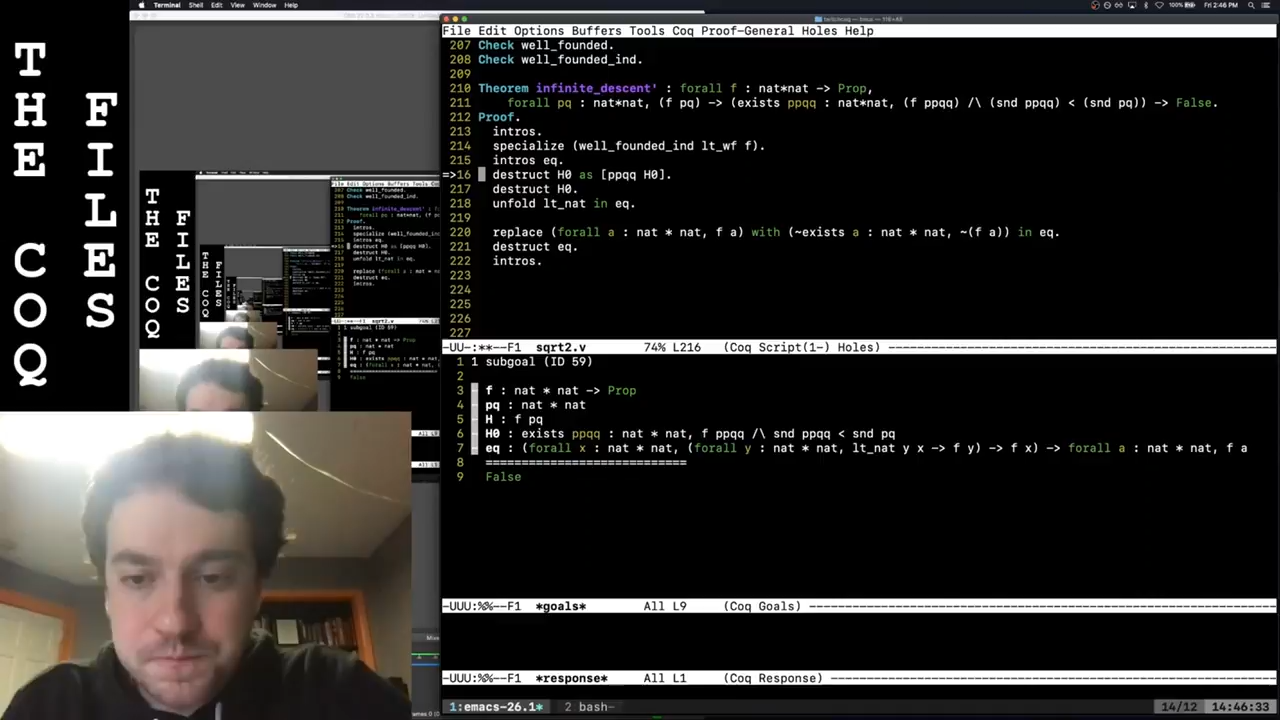 THE COQ
FILES
Terminal Shell Edit View Window Help
100% Fri 2:46 PM
File Edit Options Buffers Tools Coq Proof-General Holes Help
207 Check well_founded.
208 Check well_founded_ind.
209
210 Theorem infinite_descent' : forall f : nat*nat -> Prop,
211 forall pq : nat*nat, (f pq) -> (exists ppqq : nat*nat, (f ppqq) /\ (snd ppqq) < (snd pq)) -> False.
212 Proof.
213 intros.
214 specialize (well_founded_ind lt_wf f).
215 intros eq.
=>16 destruct H0 as [ppqq H0].
217 destruct H0.
218 unfold lt_nat in eq.
219
220 replace (forall a : nat * nat, f a) with (~exists a : nat * nat, ~(f a)) in eq.
221 destruct eq.
222 intros.
223
224
225
226
227
-UU-:**--F1 sqrt2.v 74% L216 (Coq Script(1-) Holes)
1 1 subgoal (ID 59)
2
3 f : nat * nat -> Prop
4 pq : nat * nat
5 H : f pq
6 H0 : exists ppqq : nat * nat, f ppqq /\ snd ppqq < snd pq
7 eq : (forall x : nat * nat, (forall y : nat * nat, lt_nat y x -> f y) -> f x) -> forall a : nat * nat, f a
8 ============================
9 False
-UUU:%%--F1 *goals* All L9 (Coq Goals)
-UUU:%%--F1 *response* All L1 (Coq Response)
1:emacs-26.1* 2 bash- 14/12 14:46:33